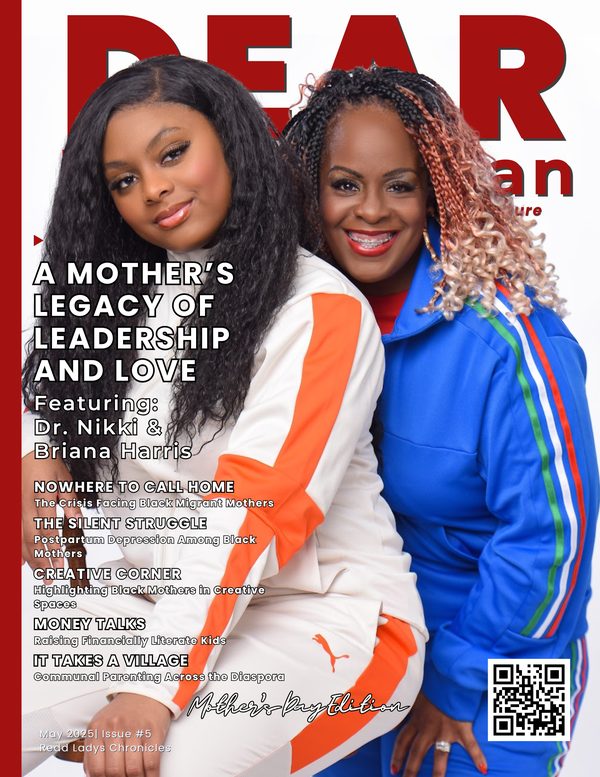 DEAR
an
ure
A MOTHER'S
LEGACY OF
LEADERSHIP
AND LOVE
Featuring:
Dr. Nikki &
Briana Harris
NOWHERE TO CALL HOME
The Crisis Facing Black Migrant Mothers
THE SILENT STRUGGLE
Postpartum Depression Among Black
Mothers
CREATIVE CORNER
Highlighting Black Mothers in Creative
Spaces
MONEY TALKS
Raising Financially Literate Kids
IT TAKES A VILLAGE
Communal Parenting Across the Diaspora
Mother's Day Edition
May 2025| Issue #5
Redd Ladys Chronicles